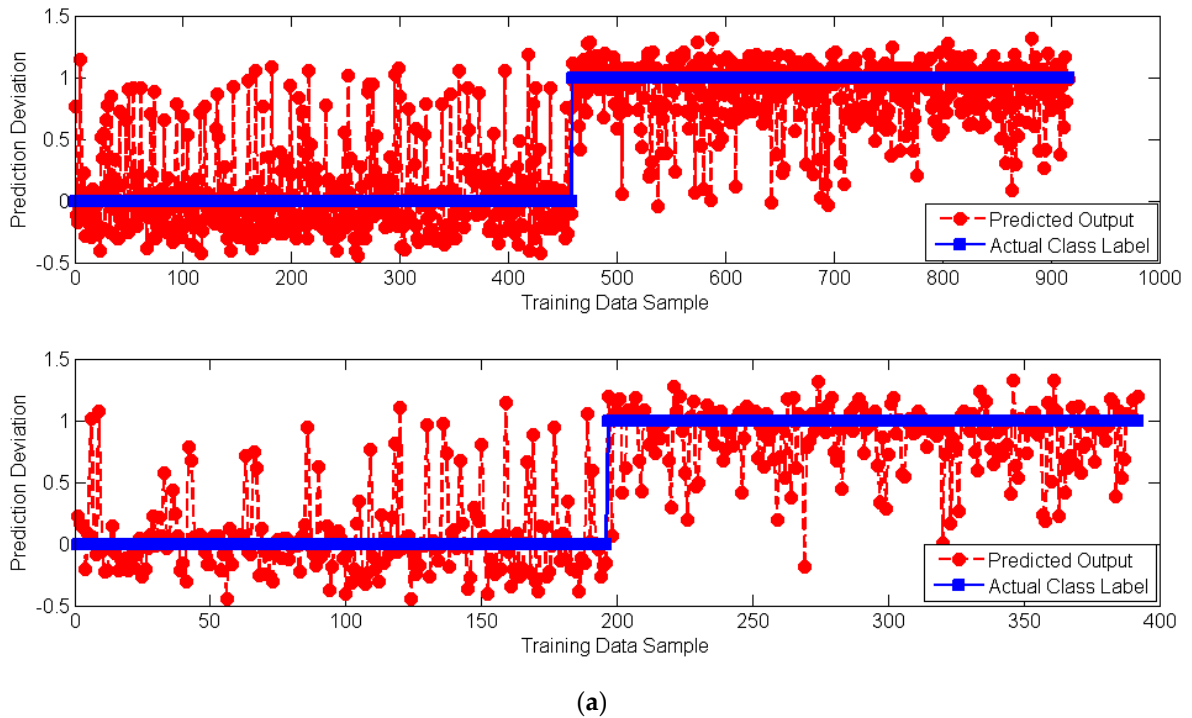 1.5
1
0.5
0
-0.5
Prediction Deviation
0 100 200 300 400 500 600 700 800 900 1000
Training Data Sample
Predicted Output
Actual Class Label
1.5
1
0.5
0
-0.5
Prediction Deviation
0 50 100 150 200 250 300 350 400
Training Data Sample
Predicted Output
Actual Class Label
(a)